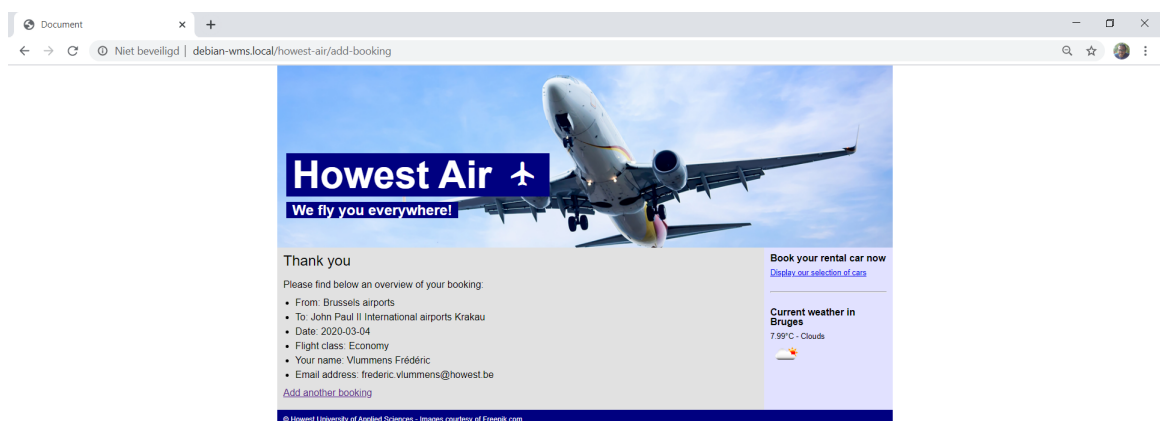 Document
Niet beveiligd | debian-wms.local/howest-air/add-booking
Howest Air
We fly you everywhere!
Thank you
Please find below an overview of your booking:
• From: Brussels airports
• To: John Paul II International airports Krakau
• Date: 2020-03-04
• Flight class: Economy
• Your name: Vlummens Frédéric
• Email address: frederic.vlummens@howest.be
Add another booking
Book your rental car now
Display our selection of cars
Current weather in
Bruges
7.99°C - Clouds
© Howest University of Applied Sciences - Images courtesy of Freepik.com